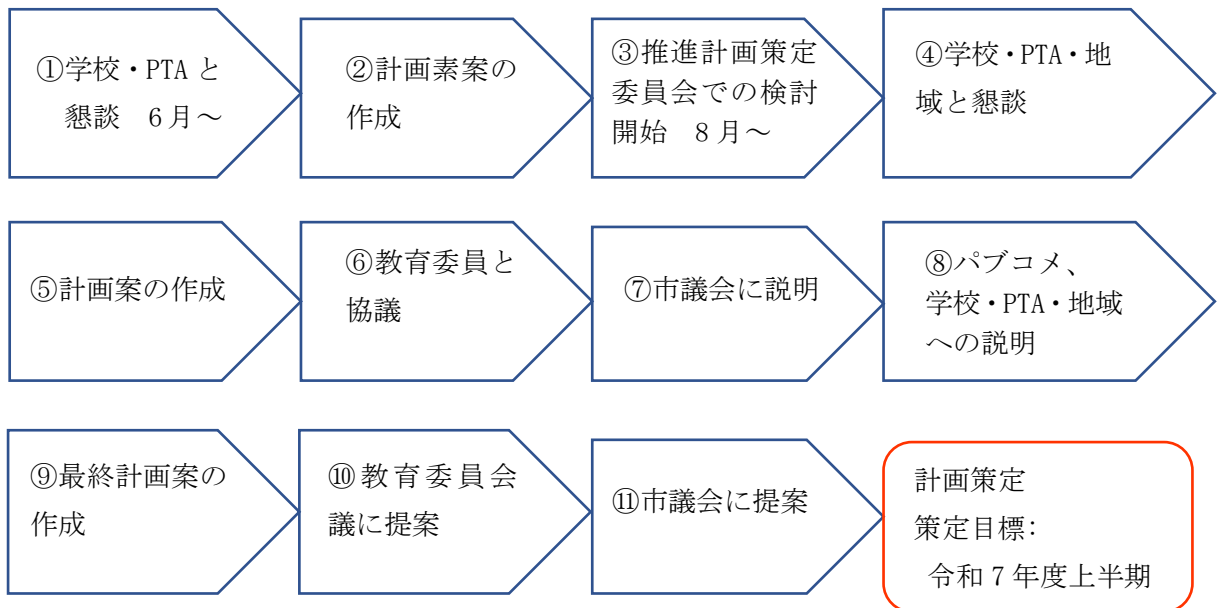 ①学校・PTA と
懇談　6月～
②計画素案の
作成
③推進計画策定
委員会での検討
開始　8月～
④学校・PTA・地
域と懇談
⑤計画案の作成
⑥教育委員と
協議
⑦市議会に説明
⑧パブコメ、
学校・PTA・地域
への説明
⑨最終計画案の
作成
⑩教育委員会
議に提案
⑪市議会に提案
計画策定
策定目標:
令和7年度上半期